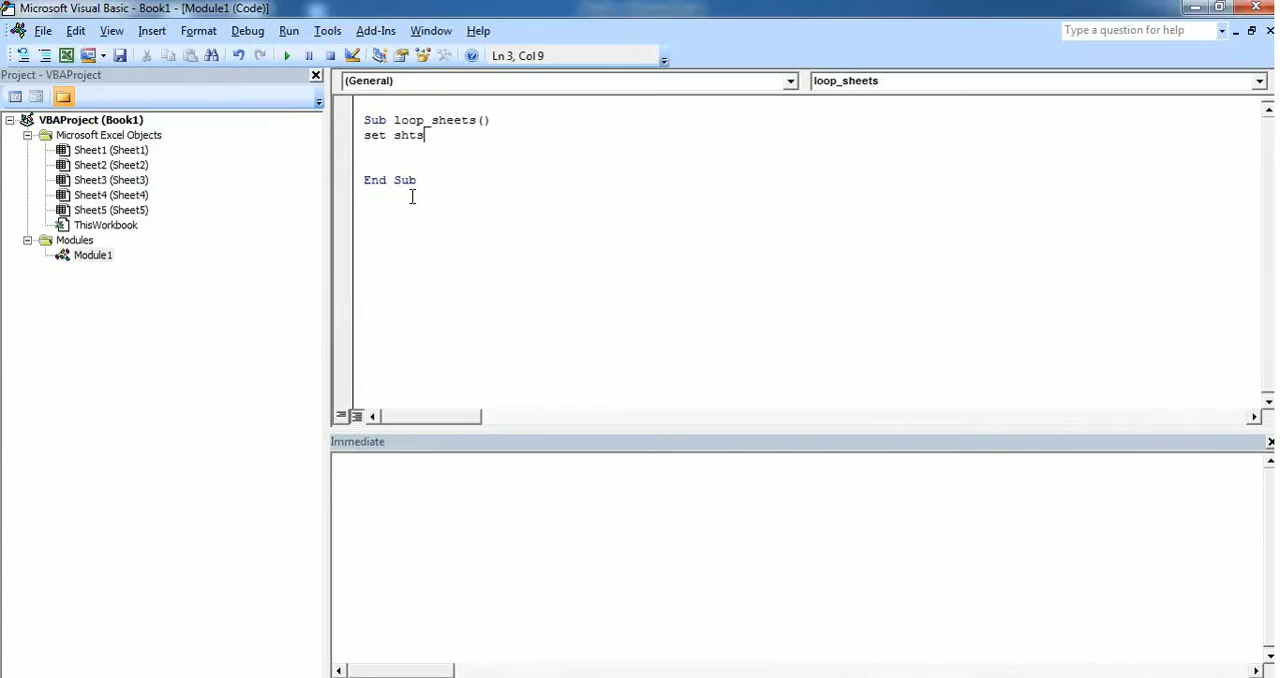 Microsoft Visual Basic - Book1 - [Module1 (Code)]
File Edit View Insert Format Debug Run Tools Add-Ins Window Help
Type a question for help
Ln 3, Col 9
Project - VBAProject
(General)
loop_sheets
VBAProject (Book1)
Microsoft Excel Objects
Sheet1 (Sheet1)
Sheet2 (Sheet2)
Sheet3 (Sheet3)
Sheet4 (Sheet4)
Sheet5 (Sheet5)
ThisWorkbook
Modules
Module1
Sub loop_sheets()
set shts
End Sub
Immediate